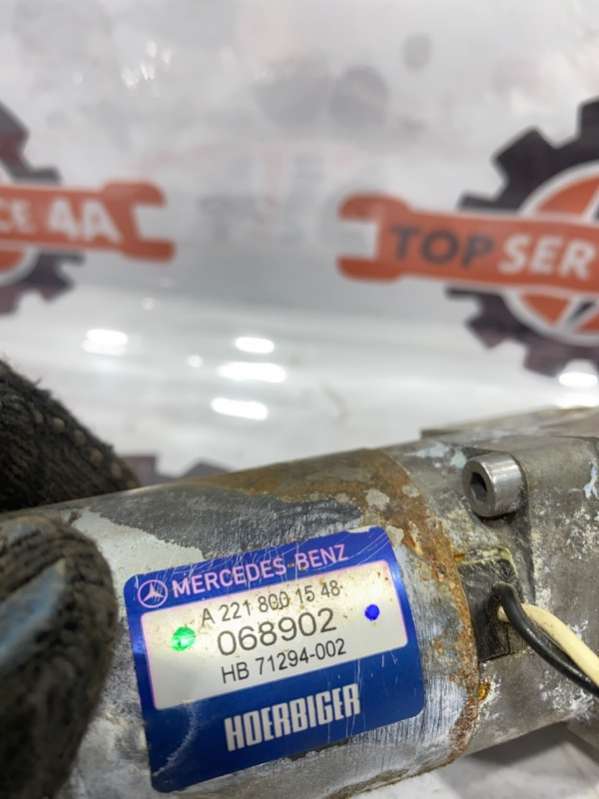 CE 4A
TOP SER
MERCEDES-BENZ
A 221 800 15 48
068902
HB 71294-002
HOERBIGER